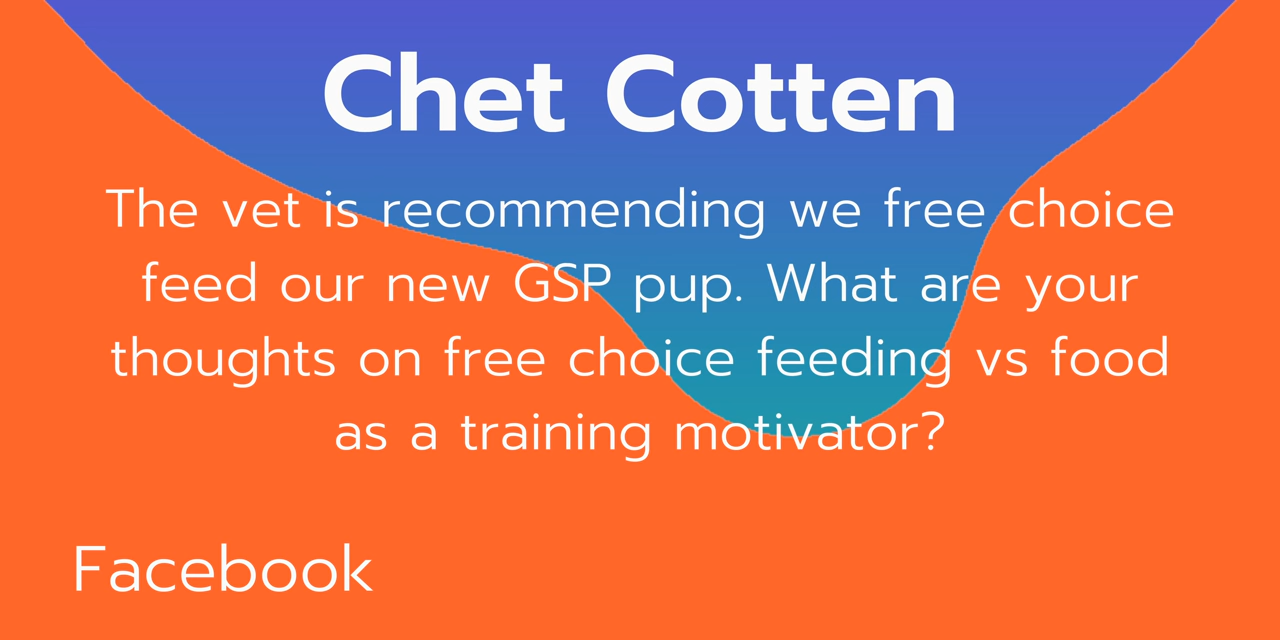 Chet Cotten
The vet is recommending we free choice
feed our new GSP pup. What are your
thoughts on free choice feeding vs food
as a training motivator?
Facebook